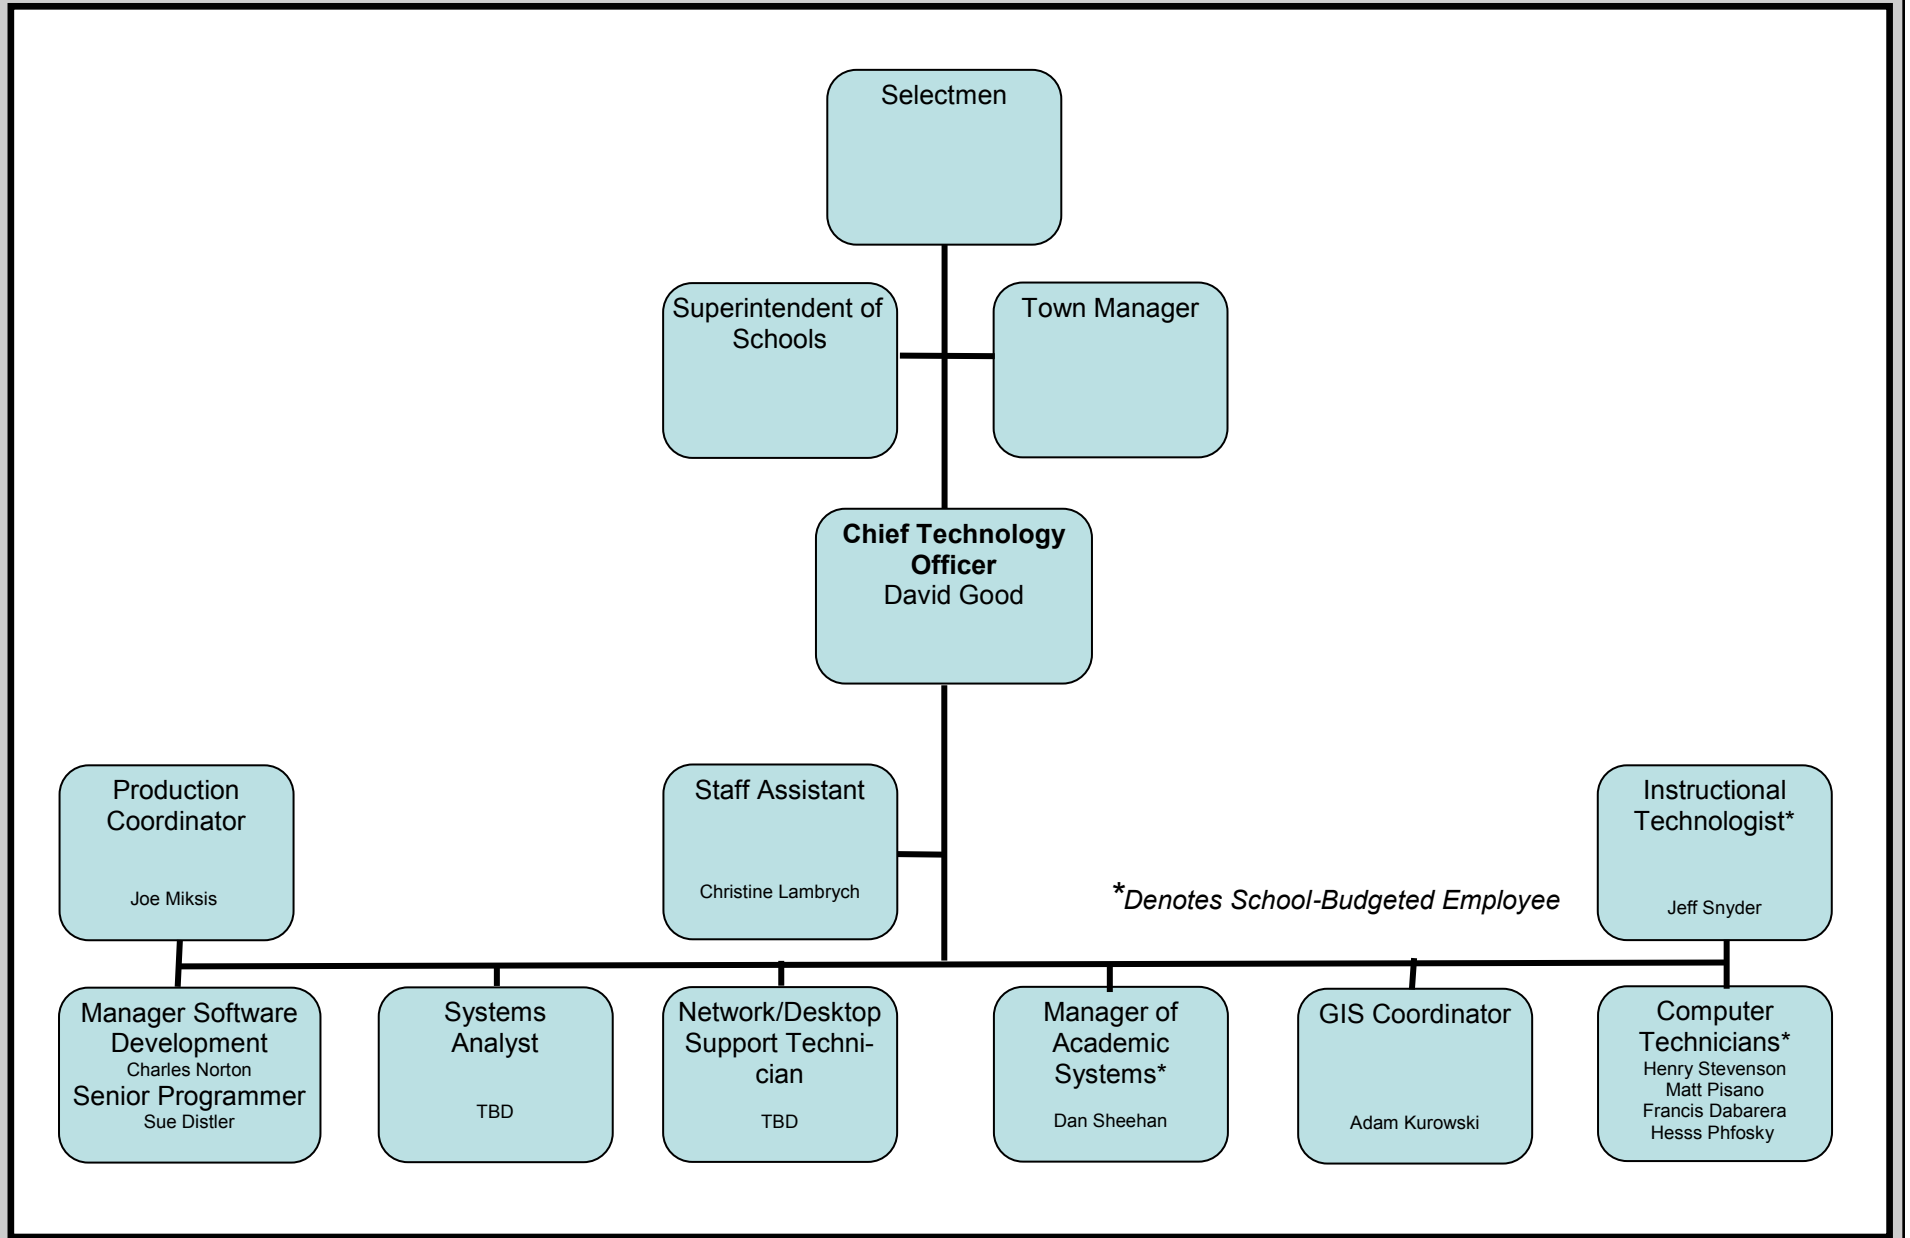 Selectmen
Superintendent of
Schools
Town Manager
Chief Technology
Officer
David Good
Production
Coordinator
Joe Miksis
Staff Assistant
Christine Lambrych
*Denotes School-Budgeted Employee
Instructional
Technologist*
Jeff Snyder
Manager Software
Development
Charles Norton
Senior Programmer
Sue Distler
Systems
Analyst
TBD
Network/Desktop
Support Techni-
cian
TBD
Manager of
Academic
Systems*
Dan Sheehan
GIS Coordinator
Adam Kurowski
Computer
Technicians*
Henry Stevenson
Matt Pisano
Francis Dabarera
Hesss Phfosky